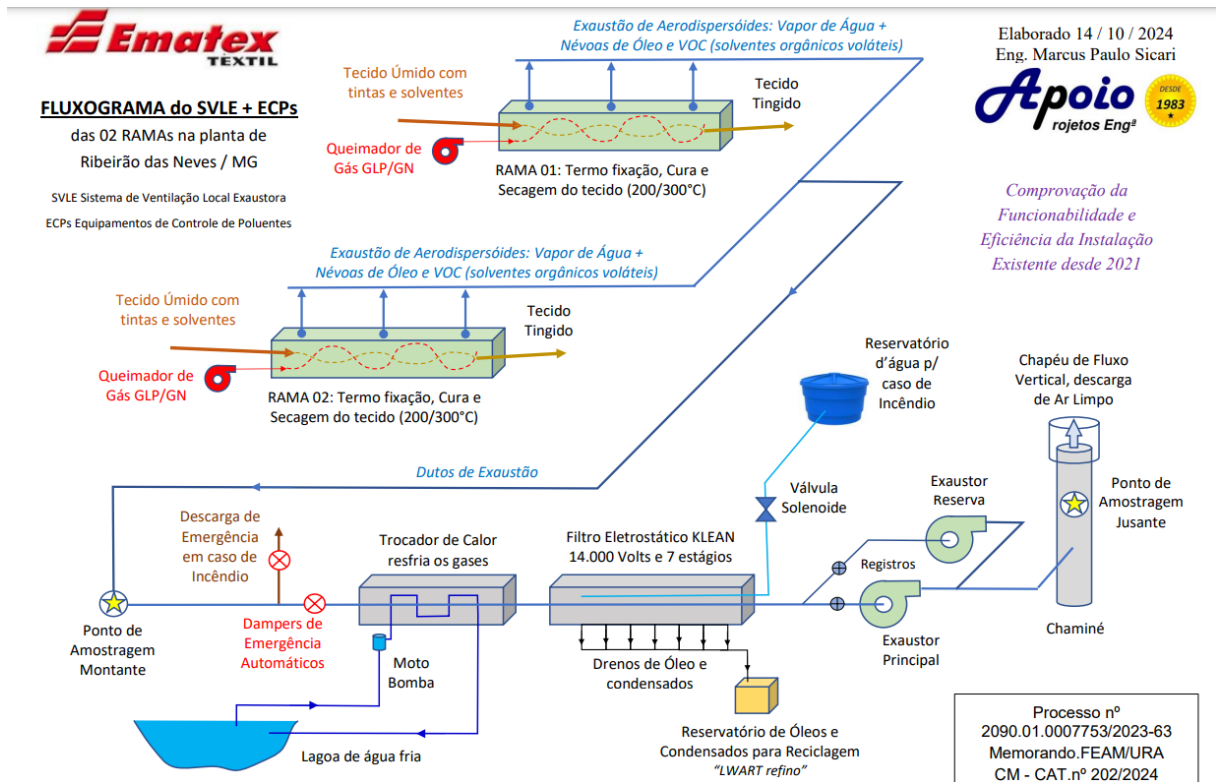 Ematex
TÊXTIL
FLUXOGRAMA do SVLE + ECPs
das 02 RAMAs na planta de
Ribeirão das Neves / MG
SVLE Sistema de Ventilação Local Exaustora
ECPs Equipamentos de Controle de Poluentes
Exaustão de Aerodispersóides: Vapor de Água +
Névoas de Óleo e VOC (solventes orgânicos voláteis)
Tecido Úmido com
tintas e solventes
Tecido
Tingido
Queimador de
Gás GLP/GN
RAMA 01: Termo fixação, Cura e
Secagem do tecido (200/300°C)
Elaborado 14 / 10 / 2024
Eng. Marcus Paulo Sicari
Apoio
rojetos Engª
DESDE
1983
Comprovação da
Funcionabilidade e
Eficiência da Instalação
Existente desde 2021
Exaustão de Aerodispersóides: Vapor de Água +
Névoas de Óleo e VOC (solventes orgânicos voláteis)
Tecido Úmido com
tintas e solventes
Tecido
Tingido
Queimador de
Gás GLP/GN
RAMA 02: Termo fixação, Cura e
Secagem do tecido (200/300°C)
Reservatório
d'água p/
caso de
Incêndio
Chapéu de Fluxo
Vertical, descarga
de Ar Limpo
Dutos de Exaustão
Descarga de
Emergência
em caso de
Incêndio
Trocador de Calor
resfria os gases
Filtro Eletrostático KLEAN
14.000 Volts e 7 estágios
Válvula
Solenoide
Exaustor
Reserva
Ponto de
Amostragem
Jusante
Registros
Ponto de
Amostragem
Montante
Dampers de
Emergência
Automáticos
Moto
Bomba
Drenos de Óleo e
condensados
Exaustor
Principal
Chaminé
Lagoa de água fria
Reservatório de Óleos e
Condensados para Reciclagem
"LWART refino"
Processo nº
2090.01.0007753/2023-63
Memorando.FEAM/URA
CM - CAT.nº 202/2024